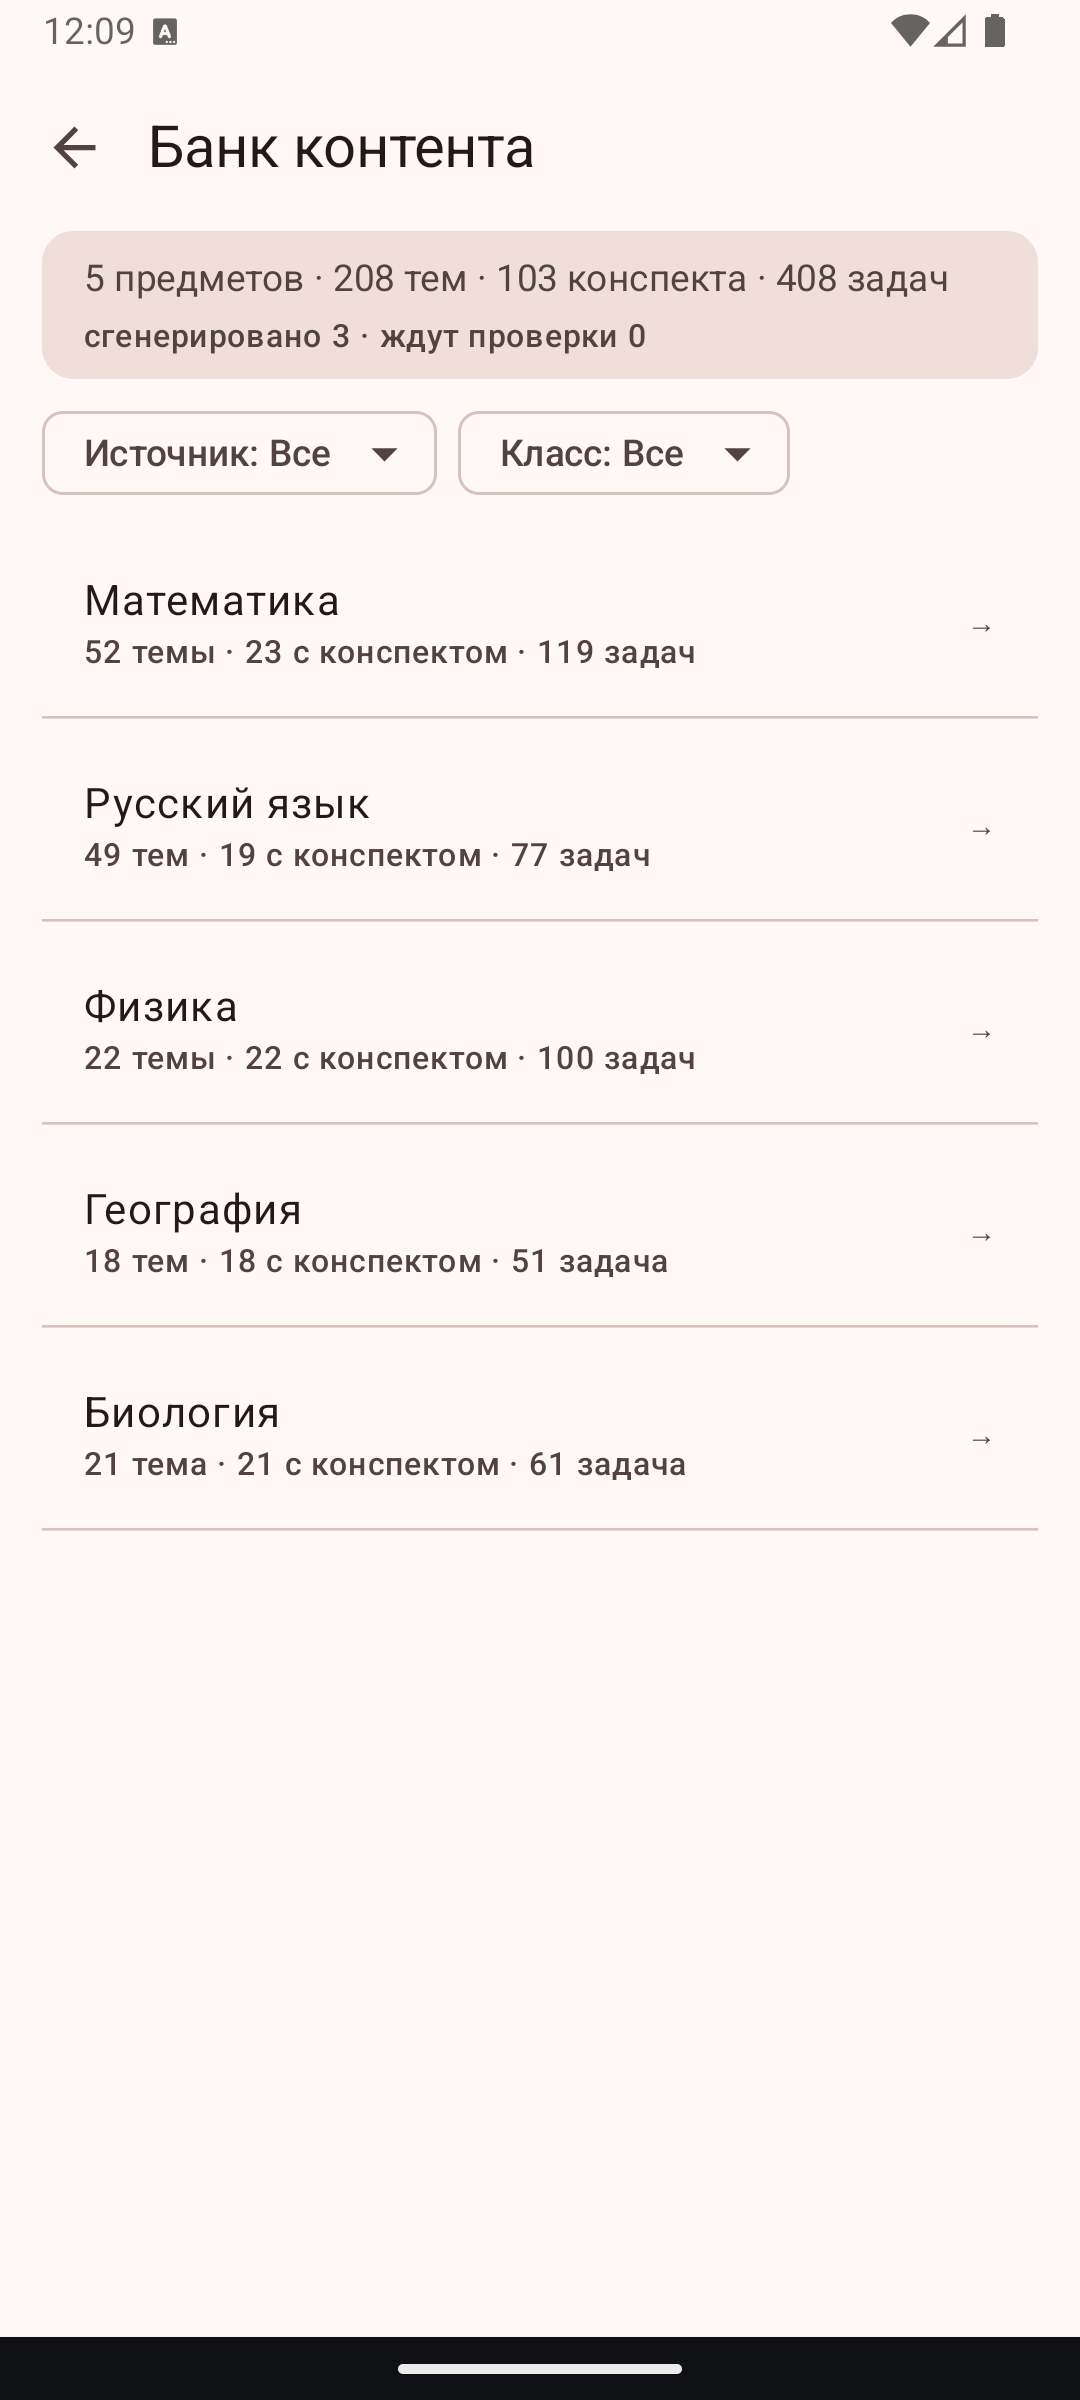 12:09
Банк контента
5 предметов · 208 тем · 103 конспекта · 408 задач
сгенерировано 3 · ждут проверки 0
Источник: Все
Класс: Все
Математика
52 темы · 23 с конспектом · 119 задач
→
Русский язык
49 тем · 19 с конспектом · 77 задач
→
Физика
22 темы · 22 с конспектом · 100 задач
→
География
18 тем · 18 с конспектом · 51 задача
→
Биология
21 тема · 21 с конспектом · 61 задача
→